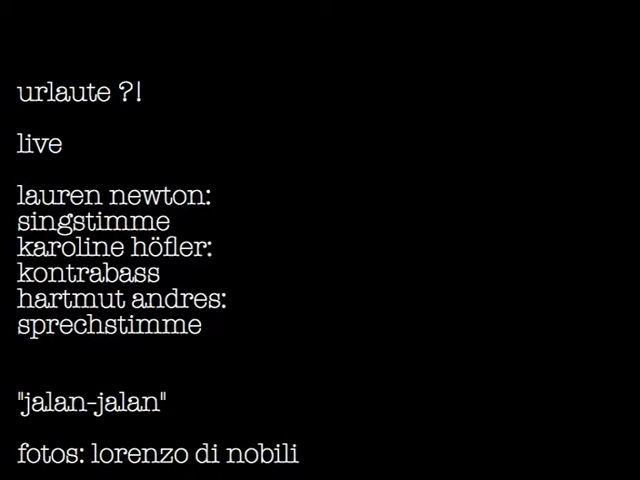 urlaute ?!
live
lauren newton:
singstimme
karoline höfler:
kontrabass
hartmut andres:
sprechstimme
"jalan-jalan"
fotos: lorenzo di nobili